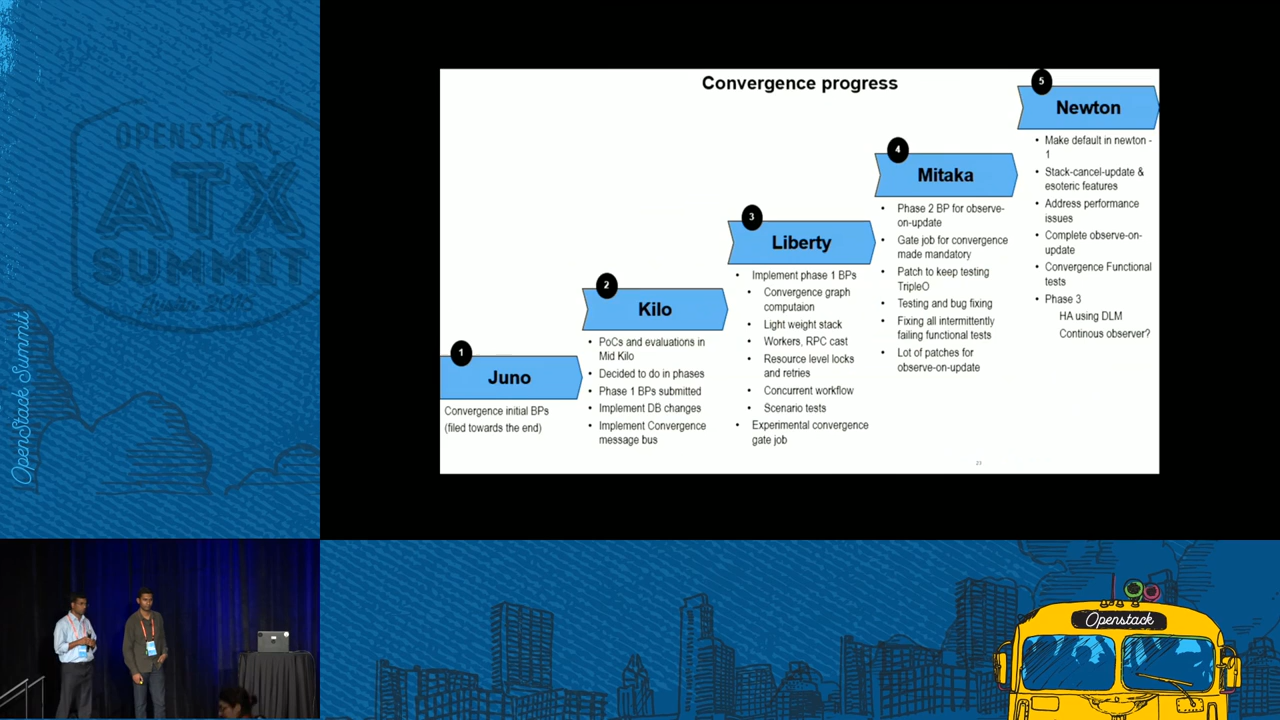 OPENSTACK
ATX
SUMMIT
OpenStack Summit
Convergence progress
1
Juno
Convergence initial BPs
(filed towards the end)
2
Kilo
PoCs and evaluations in
Mid Kilo
Decided to do in phases
Phase 1 BPs submitted
Implement DB changes
Implement Convergence
message bus
3
Liberty
Implement phase 1 BPs
Convergence graph
computaion
Light weight stack
Workers, RPC cast
Resource level locks
and retries
Concurrent workflow
Scenario tests
Experimental convergence
gate job
4
Mitaka
Phase 2 BP for observe-
on-update
Gate job for convergence
made mandatory
Patch to keep testing
TripleO
Testing and bug fixing
Fixing all intermittently
failing functional tests
Lot of patches for
observe-on-update
5
Newton
Make default in newton -
1
Stack-cancel-update &
esoteric features
Address performance
issues
Complete observe-on-
update
Convergence Functional
tests
Phase 3
HA using DLM
Continous observer?
Openstack